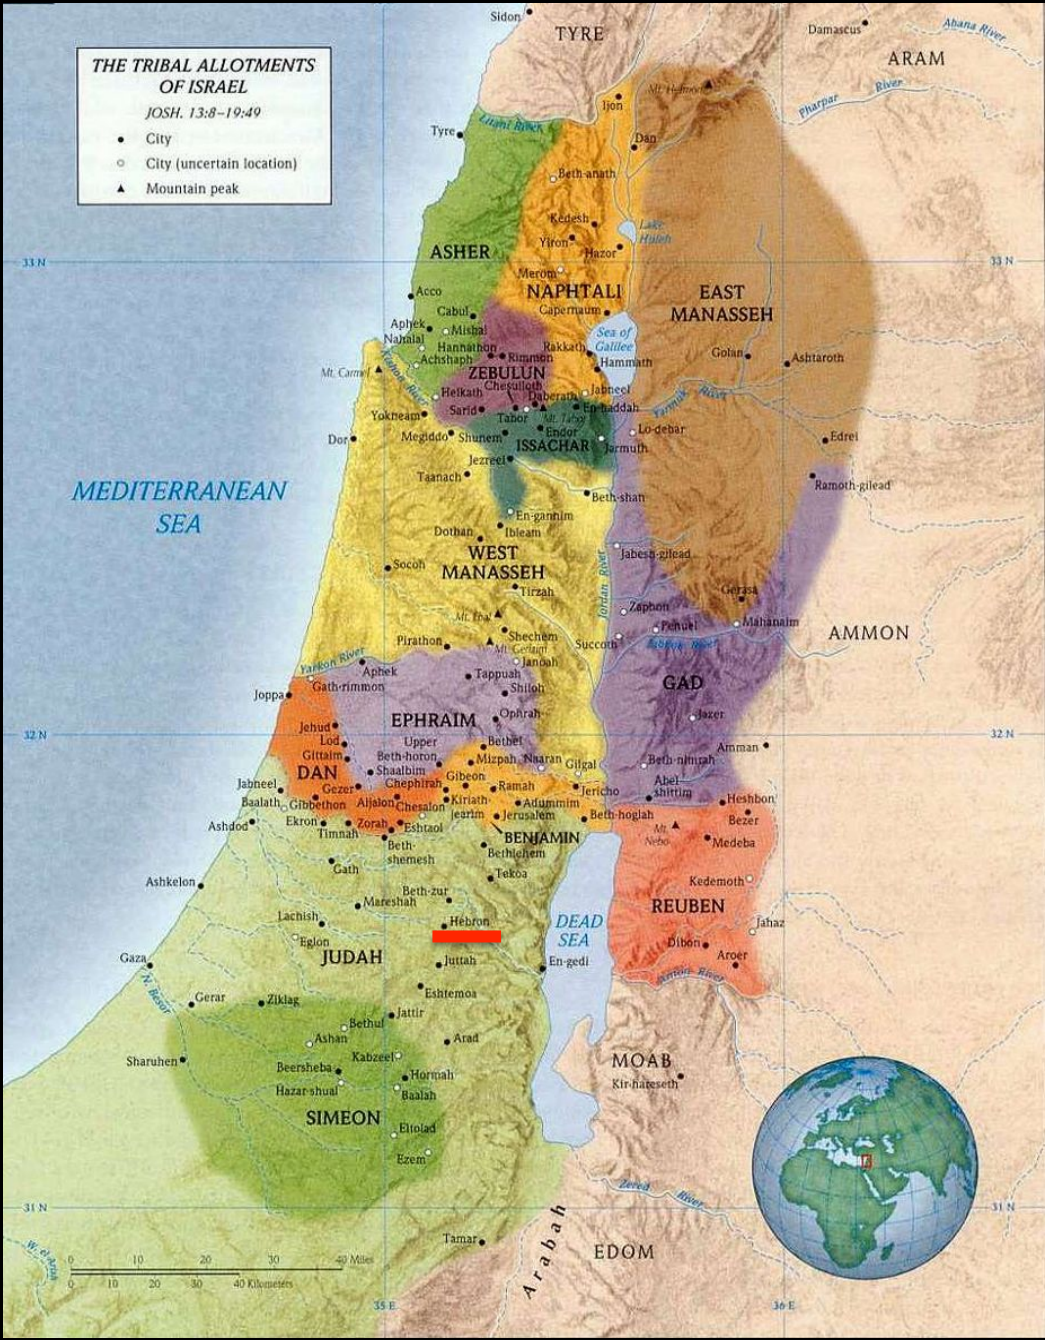 Sidon
TYRE
Damascus
Abana River
ARAM
THE TRIBAL ALLOTMENTS
OF ISRAEL
JOSH. 13:8–19:49
City
City (uncertain location)
Mountain peak
Mt. Hermon
Ijon
Pharpar River
Tyre
Litani River
Dan
Beth-anath
Kedesh
Lake
Huleh
Yiron
Hazor
ASHER
33 N
33 N
Merom
NAPHTALI
EAST
MANASSEH
Acco
Capernaum
Cabul
Aphek
Mishal
Nahalal
Hannathon
Rakkath
Sea of
Galilee
Achshaph
Rimmon
Golan
Ashtaroth
Hammath
Mt. Carmel
Kishon River
ZEBULUN
Chesulloth
Helkath
Daberath
Jabneel
En-haddah
Yarmuk River
Yokneam
Sarid
Tabor
Mt. Tabor
Dor
Megiddo
Shunem
Endor
Lo-debar
Edrei
ISSACHAR
Jarmuth
Jezreel
Taanach
Ramoth-gilead
MEDITERRANEAN
SEA
Beth-shan
En-gannim
Dothan
Ibleam
WEST
MANASSEH
Jabesh-gilead
Socoh
Jordan River
Tirzah
Gerasa
Zaphon
Mt. Ebal
Penuel
Mahanaim
AMMON
Shechem
Pirathon
Mt. Gerizim
Succoth
Jabbok River
Yarkon River
Janoah
Aphek
Tappuah
GAD
Gath-rimmon
Joppa
Shiloh
EPHRAIM
Ophrah
Jazer
Jehud
32 N
32 N
Lod
Upper
Beth-horon
Bethel
Amman
Gittaim
Mizpah
Naaran
Gilgal
Beth-nimrah
DAN
Shaalbim
Gibeon
Jabneel
Gezer
Chephirah
Ramah
Jericho
Abel
shittim
Heshbon
Baalath
Gibbethon
Aijalon
Chesalon
Kiriath-
Jearim
Adummim
Bezer
Ashdod
Ekron
Zorah
Eshtaol
Jerusalem
Beth-hoglah
Mt.
Nebo
Timnah
BENJAMIN
Medeba
Beth-
shemesh
Bethlehem
Gath
Tekoa
Kedemoth
Ashkelon
Beth-zur
Mareshah
REUBEN
Lachish
Hebron
DEAD
SEA
Jahaz
Eglon
Dibon
JUDAH
Aroer
Gaza
Juttah
En-gedi
Arnon River
N. Besor
Eshtemoa
Gerar
Ziklag
Jattir
Bethul
Ashan
Arad
Sharuhen
Kabzeel
MOAB
Beersheba
Hormah
Kir-hareseth
Hazar-shual
Baalah
SIMEON
Eltolad
Ezem
Zered River
31 N
31 N
Tamar
W. el-Arish
Arabah
EDOM
0 20 30 40 Miles
0 10 20 30 40 Kilometers
35 E
36 E